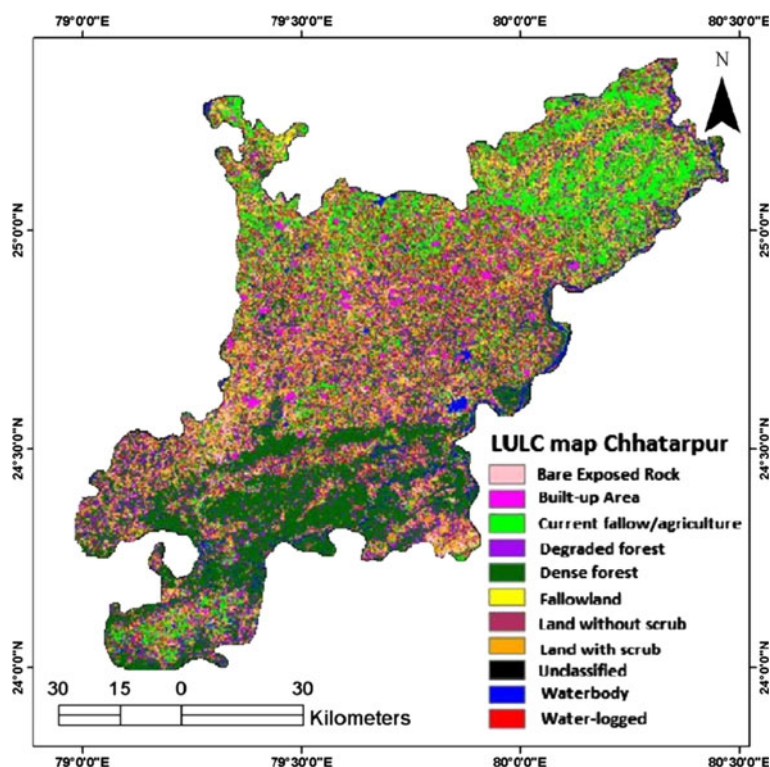 79°0'0"E 79°30'0"E 80°0'0"E 80°30'0"E
N
25°0'0"N 25°0'0"N
24°30'0"N 24°30'0"N
24°0'0"N 24°0'0"N
LULC map Chhatarpur
Bare Exposed Rock
Built-up Area
Current fallow/agriculture
Degraded forest
Dense forest
Fallowland
Land without scrub
Land with scrub
Unclassified
Waterbody
Water-logged
30 15 0 30
Kilometers
79°0'0"E 79°30'0"E 80°0'0"E 80°30'0"E